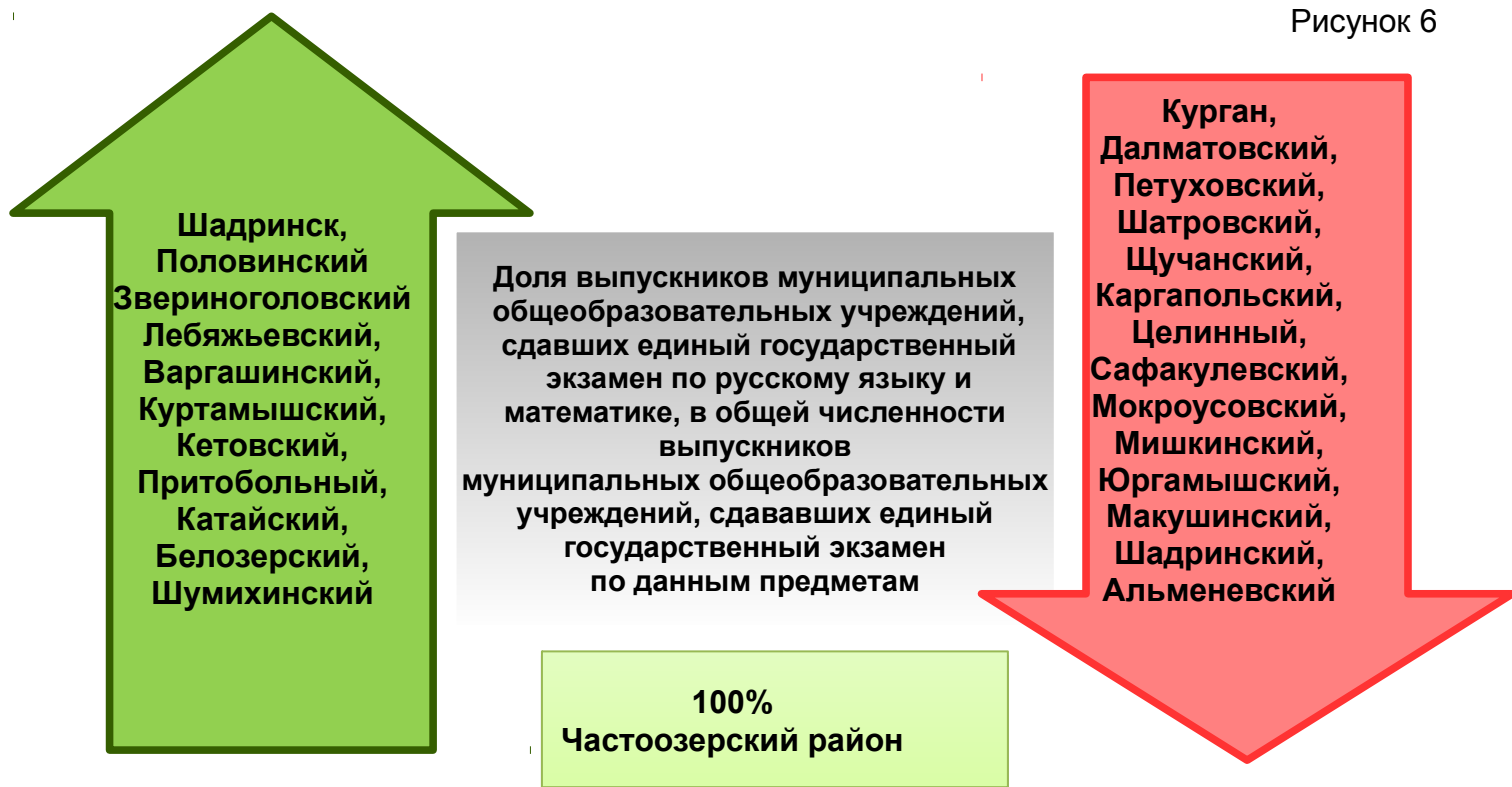 Рисунок 6
Шадринск,
Половинский
Звериноголовский
Лебяжьевский,
Варгашинский,
Куртамышский,
Кетовский,
Притобольный,
Катайский,
Белозерский,
Шумихинский
Доля выпускников муниципальных
общеобразовательных учреждений,
сдавших единый государственный
экзамен по русскому языку и
математике, в общей численности
выпускников
муниципальных общеобразовательных
учреждений, сдававших единый
государственный экзамен
по данным предметам
100%
Частоозерский район
Курган,
Далматовский,
Петуховский,
Шатровский,
Щучанский,
Каргапольский,
Целинный,
Сафакулевский,
Мокроусовский,
Мишкинский,
Юргамышский,
Макушинский,
Шадринский,
Альменевский